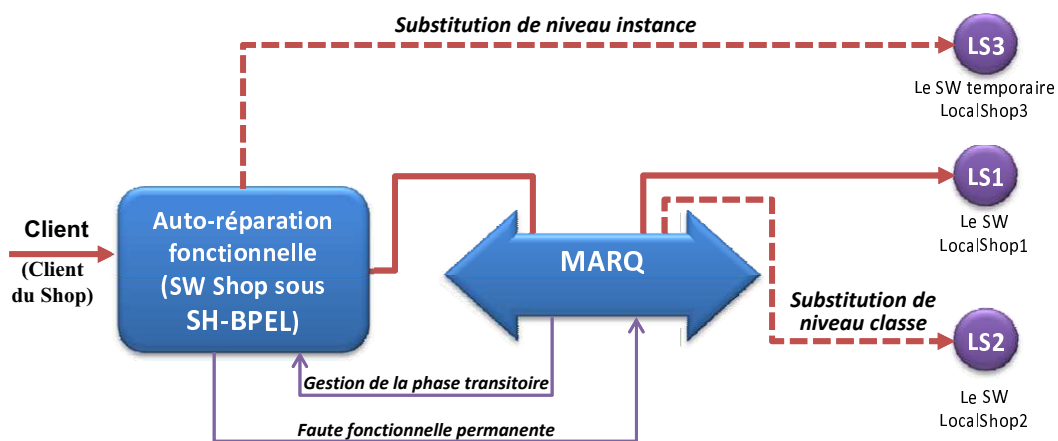 Substitution de niveau instance
LS3
Le SW temporaire
LocalShop3
LS1
Le SW
LocalShop1
Client
(Client
du Shop)
Auto-réparation
fonctionnelle
(SW Shop sous
SH-BPEL)
MARQ
Substitution de
niveau classe
LS2
Le SW
LocalShop2
Gestion de la phase transitoire
Faute fonctionnelle permanente